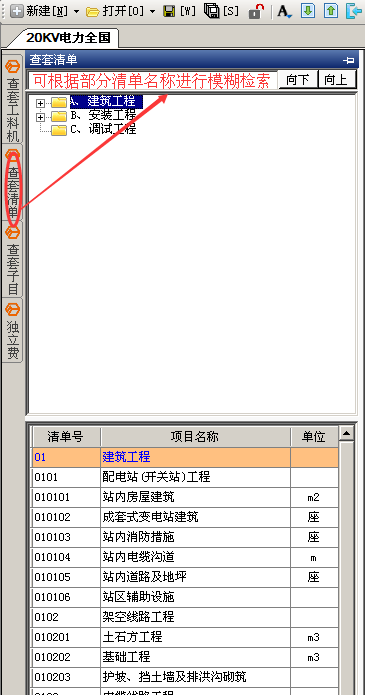 新建[N] 打开[O] [W] [S] A
20KV电力全国
查套清单
可根据部分清单名称进行模糊检索 向下 向上
查套工料机
查套清单
查套子目
独立费
A、建筑工程
B、安装工程
C、调试工程
清单号 项目名称 单位
01 建筑工程
0101 配电站(开关站)工程
010101 站内房屋建筑 m2
010102 成套式变电站建筑 座
010103 站内消防措施 座
010104 站内电缆沟道 m
010105 站内道路及地坪 座
010106 站区辅助设施
0102 架空线路工程
010201 土石方工程 m3
010202 基础工程 m3
010203 护坡、挡土墙及排洪沟砌筑